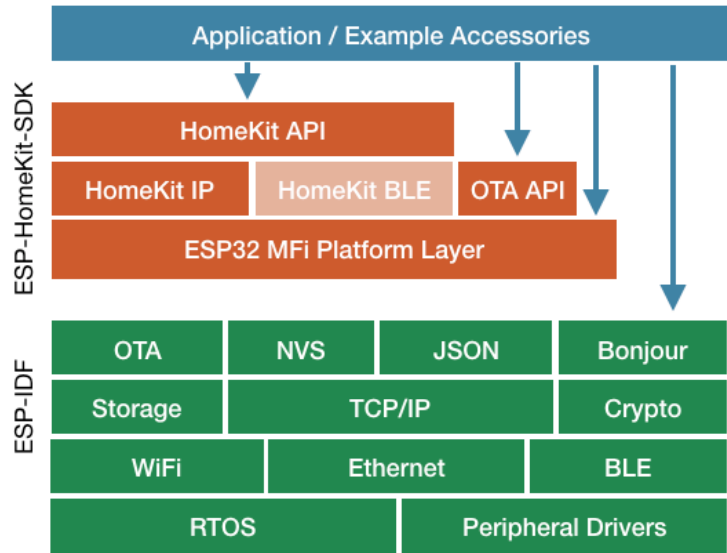 Application / Example Accessories
ESP-HomeKit-SDK
HomeKit API
HomeKit IP
HomeKit BLE
OTA API
ESP32 MFi Platform Layer
ESP-IDF
OTA
NVS
JSON
Bonjour
Storage
TCP/IP
Crypto
WiFi
Ethernet
BLE
RTOS
Peripheral Drivers